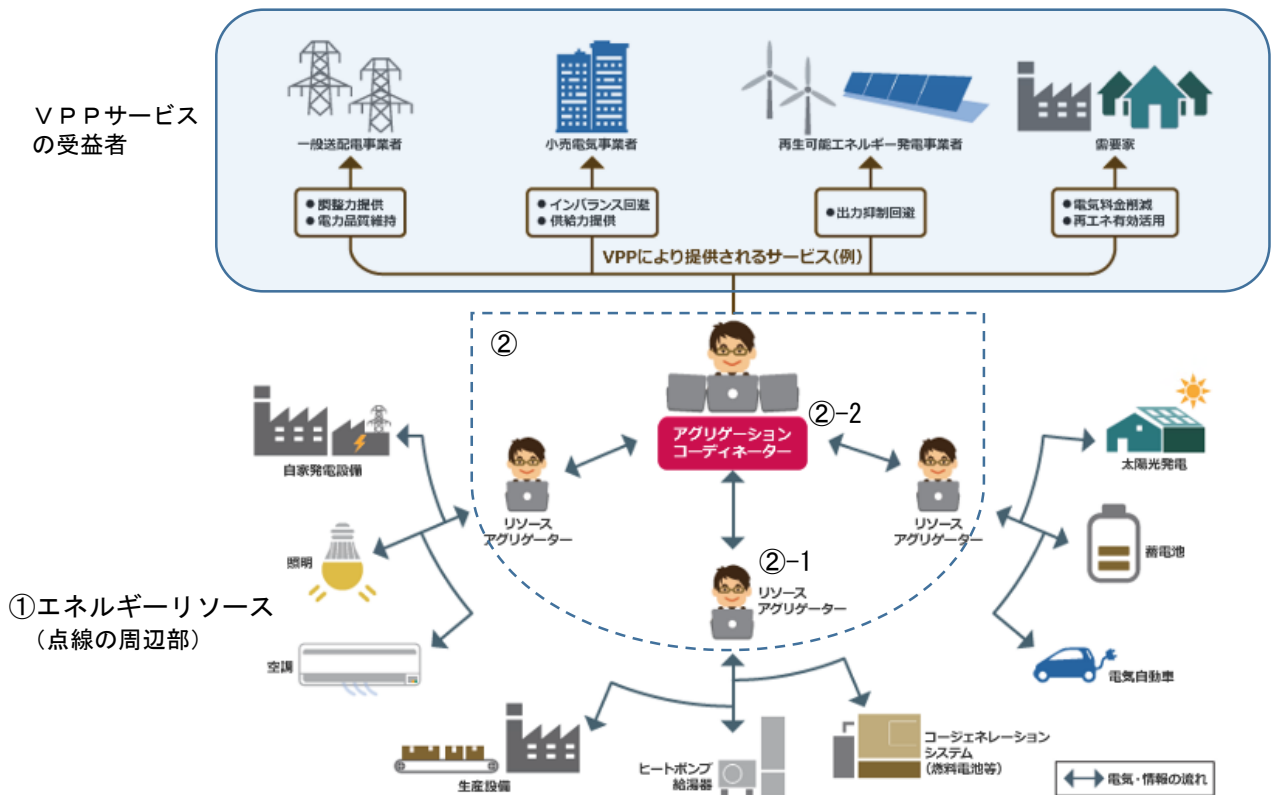 ＶＰＰサービス
の受益者
一般送配電事業者
小売電気事業者
再生可能エネルギー発電事業者
需要家
●調整力提供
●電力品質維持
●インバランス回避
●供給力提供
●出力抑制回避
●電気料金削減
●再エネ有効活用
VPPにより提供されるサービス(例)
②
②-2
アグリゲーション
コーディネーター
自家発電設備
太陽光発電
リソース
アグリゲーター
リソース
アグリゲーター
照明
蓄電池
②-1
リソース
アグリゲーター
①エネルギーリソース
（点線の周辺部）
空調
電気自動車
生産設備
ヒートポンプ
給湯器
コージェネレーション
システム
(燃料電池等)
電気・情報の流れ